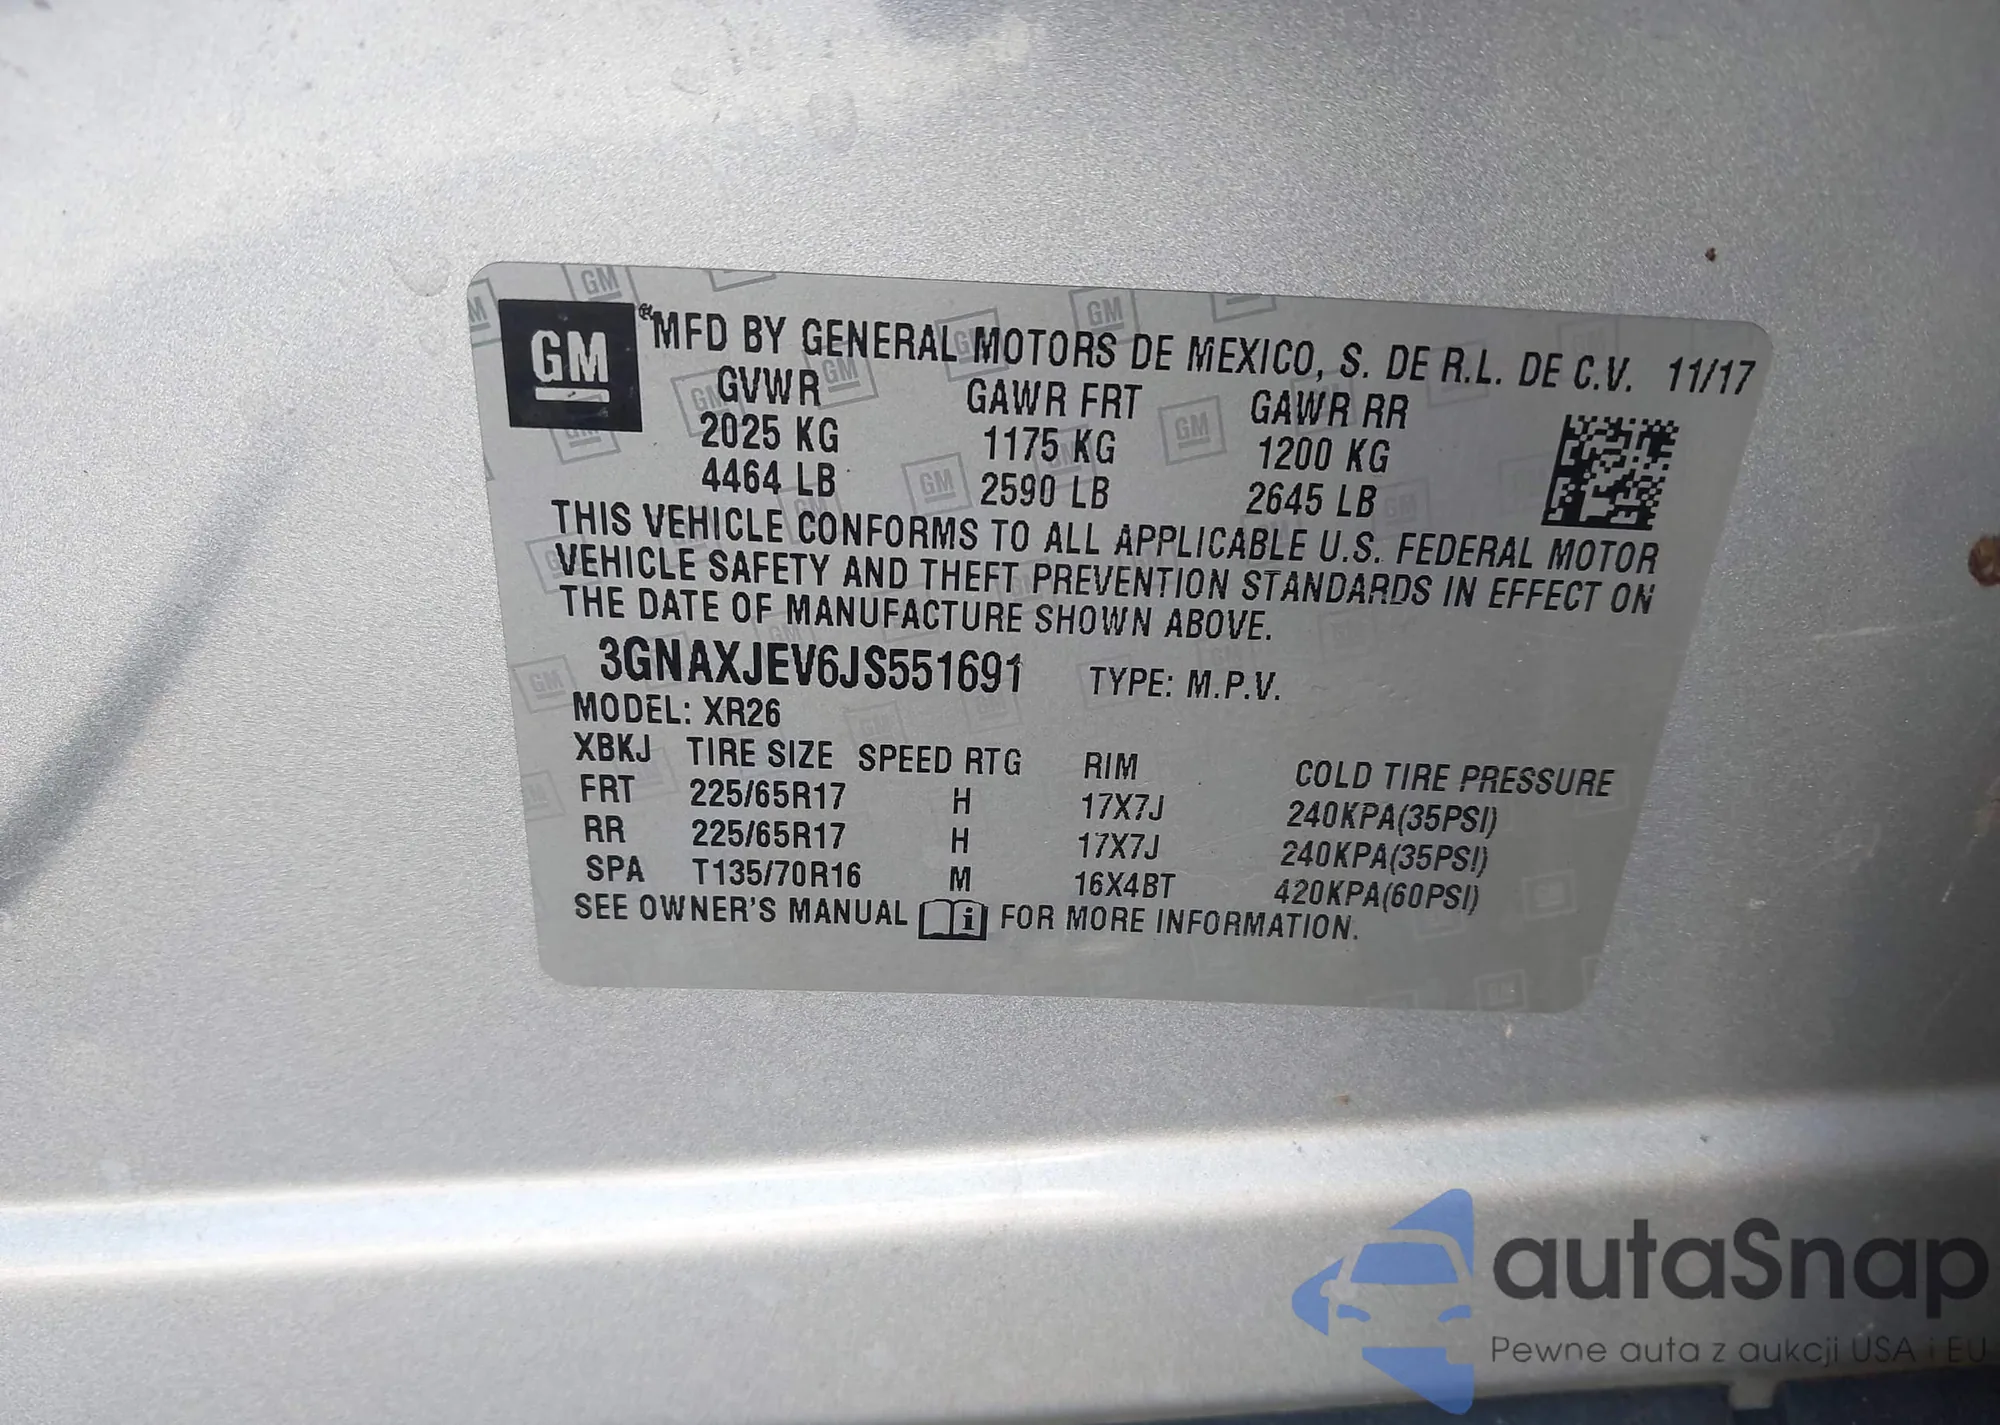 GM
MFD BY GENERAL MOTORS DE MEXICO, S. DE R.L. DE C.V. 11/17
GVWR GAWR FRT GAWR RR
2025 KG 1175 KG 1200 KG
4464 LB 2590 LB 2645 LB
THIS VEHICLE CONFORMS TO ALL APPLICABLE U.S. FEDERAL MOTOR
VEHICLE SAFETY AND THEFT PREVENTION STANDARDS IN EFFECT ON
THE DATE OF MANUFACTURE SHOWN ABOVE.
3GNAXJEV6JS551691 TYPE: M.P.V.
MODEL: XR26
XBKJ TIRE SIZE SPEED RTG RIM COLD TIRE PRESSURE
FRT 225/65R17 H 17X7J 240KPA(35PSI)
RR 225/65R17 H 17X7J 240KPA(35PSI)
SPA T135/70R16 M 16X4BT 420KPA(60PSI)
SEE OWNER'S MANUAL i FOR MORE INFORMATION.
autaSnap
Pewne auta z aukcji USA i EU